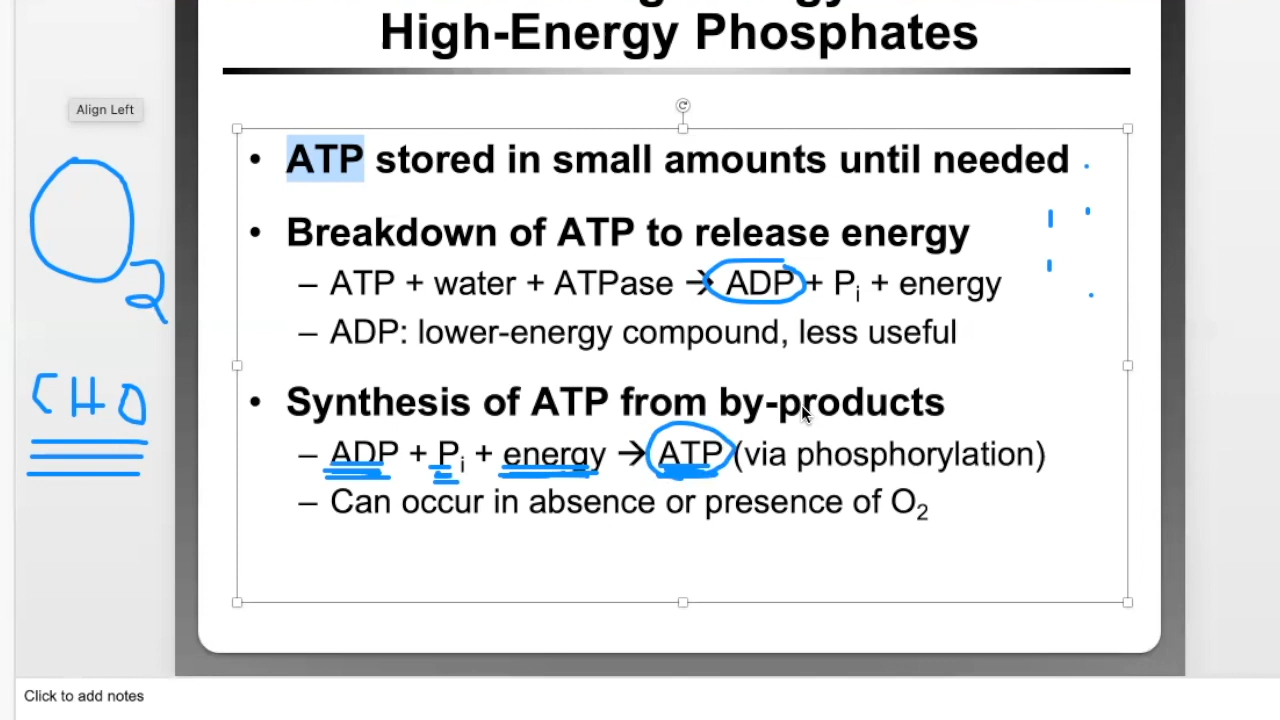 High-Energy Phosphates
Align Left
• ATP stored in small amounts until needed
• Breakdown of ATP to release energy
– ATP + water + ATPase → ADP + Pi + energy
– ADP: lower-energy compound, less useful
• Synthesis of ATP from by-products
– ADP + Pi + energy → ATP (via phosphorylation)
– Can occur in absence or presence of O2
O2
CHO
Click to add notes